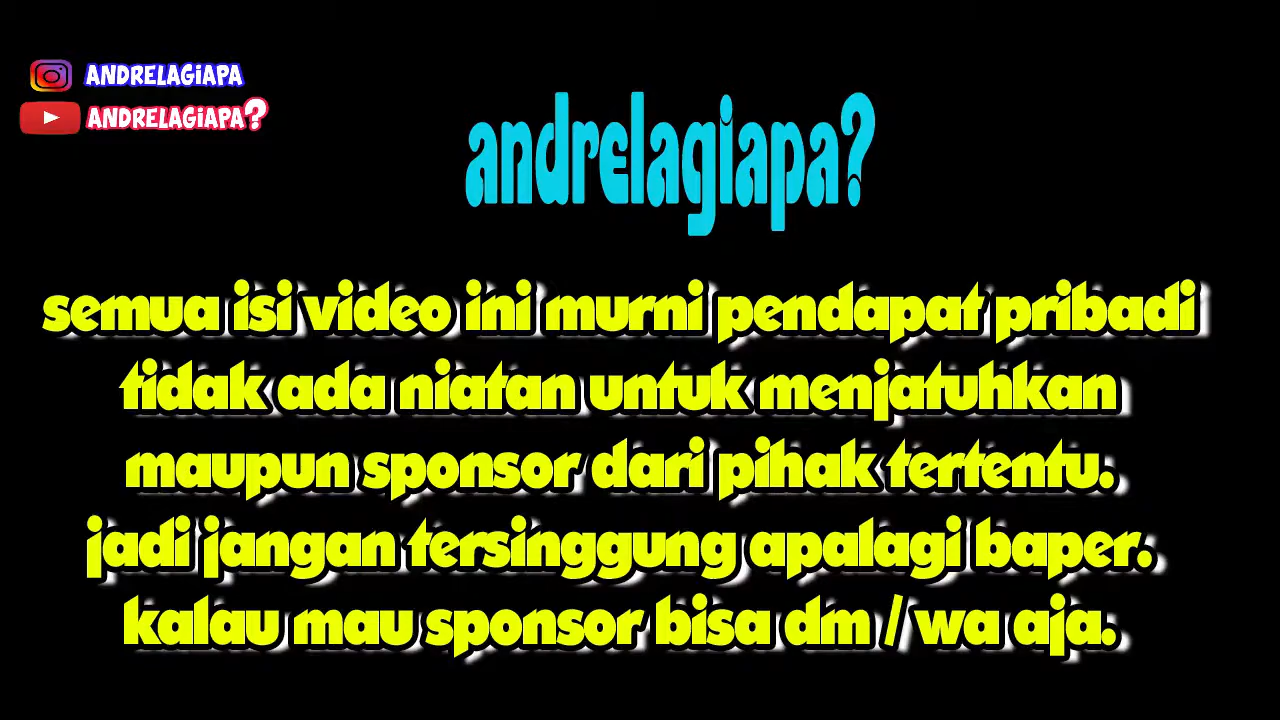 ANDRELAGiAPA
ANDRELAGiAPA?
andrelagiapa?
semua isi video ini murni pendapat pribadi
tidak ada niatan untuk menjatuhkan
maupun sponsor dari pihak tertentu.
jadi jangan tersinggung apalagi baper.
kalau mau sponsor bisa dm / wa aja.